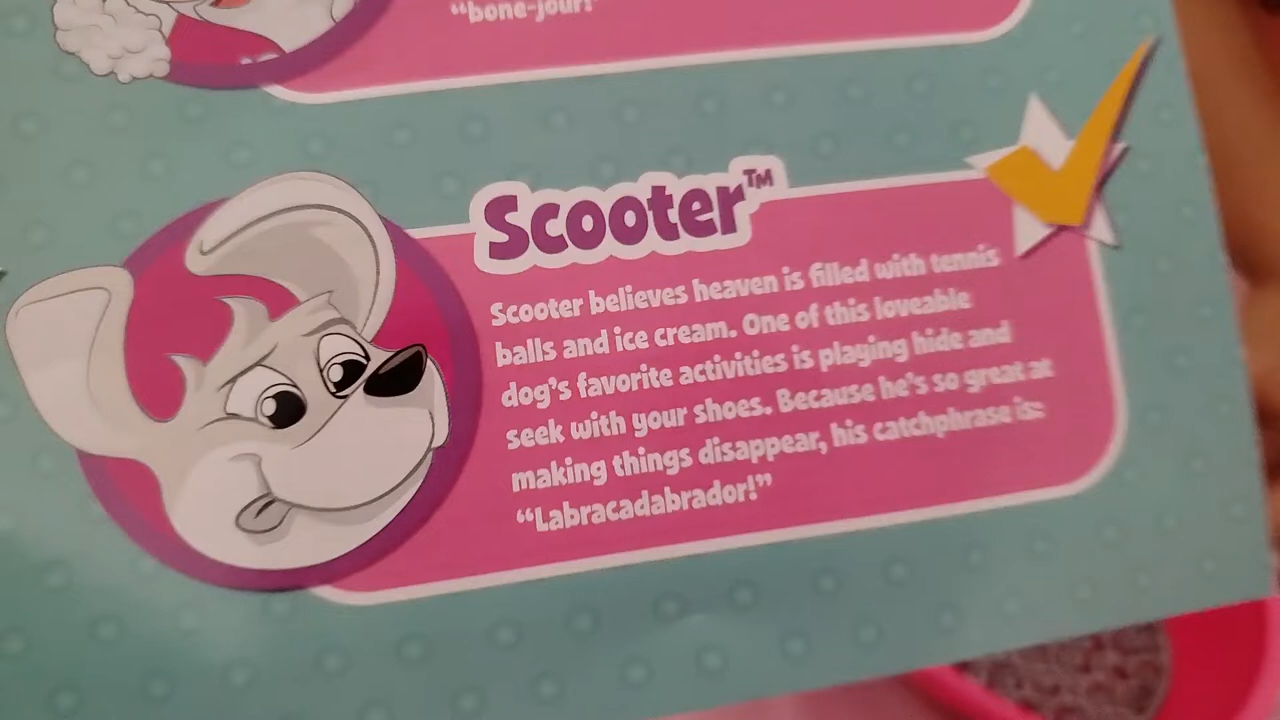 “bone-jour!
Scooter™
Scooter believes heaven is filled with tennis
balls and ice cream. One of this loveable
dog's favorite activities is playing hide and
seek with your shoes. Because he's so great at
making things disappear, his catchphrase is:
“Labracadabrador!”